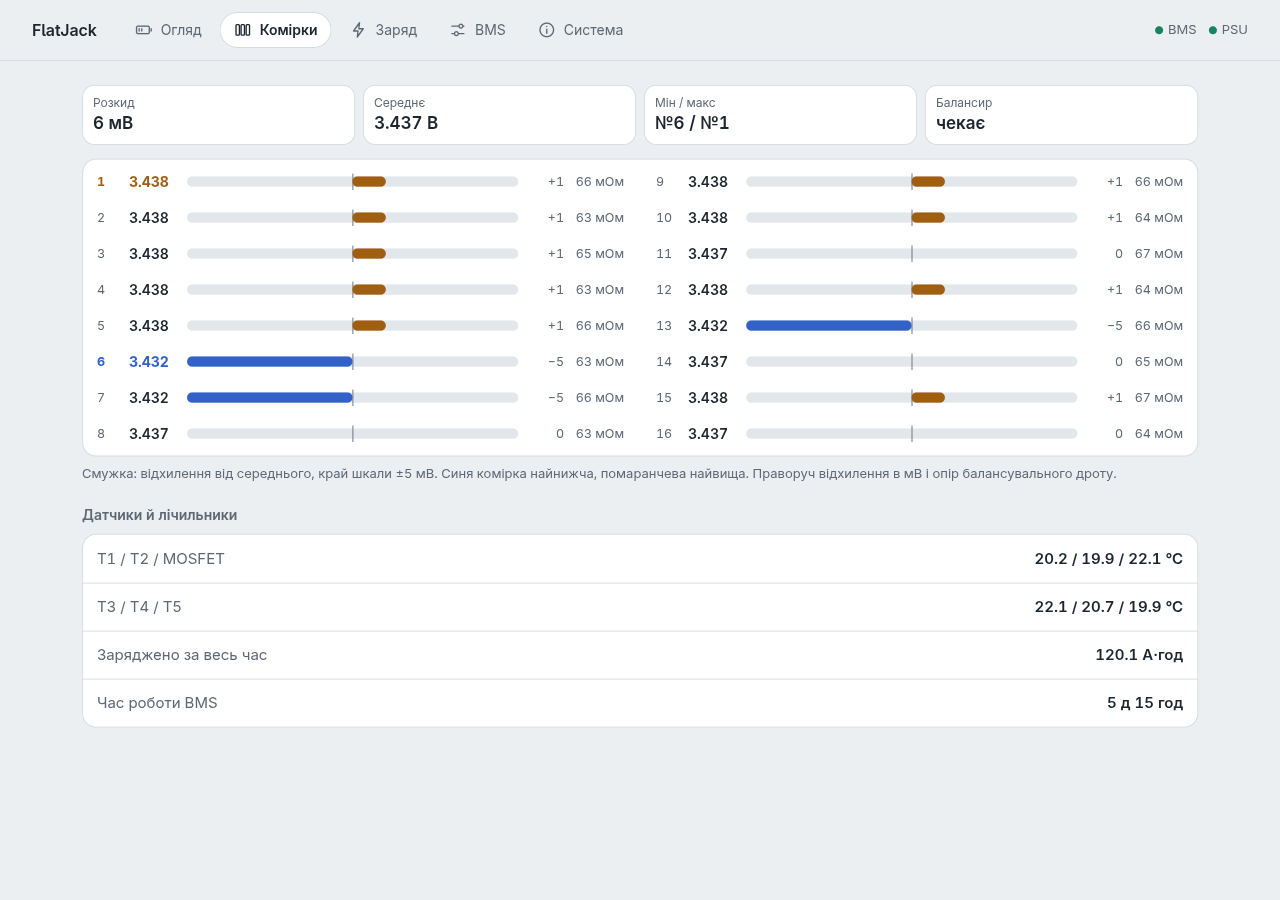 FlatJack Огляд Комірки Заряд BMS Система BMS PSU
Розкид Середнє Мін / макс Балансир
6 мВ 3.437 В №6 / №1 чекає
1 3.438 +1 66 мОм 9 3.438 +1 66 мОм
2 3.438 +1 63 мОм 10 3.438 +1 64 мОм
3 3.438 +1 65 мОм 11 3.437 0 67 мОм
4 3.438 +1 63 мОм 12 3.438 +1 64 мОм
5 3.438 +1 66 мОм 13 3.432 −5 66 мОм
6 3.432 −5 63 мОм 14 3.437 0 65 мОм
7 3.432 −5 66 мОм 15 3.438 +1 67 мОм
8 3.437 0 63 мОм 16 3.437 0 64 мОм
Смужка: відхилення від середнього, край шкали ±5 мВ. Синя комірка найнижча, помаранчева найвища. Праворуч відхилення в мВ і опір балансувального дроту.
Датчики й лічильники
T1 / T2 / MOSFET 20.2 / 19.9 / 22.1 °C
T3 / T4 / T5 22.1 / 20.7 / 19.9 °C
Заряджено за весь час 120.1 А·год
Час роботи BMS 5 д 15 год